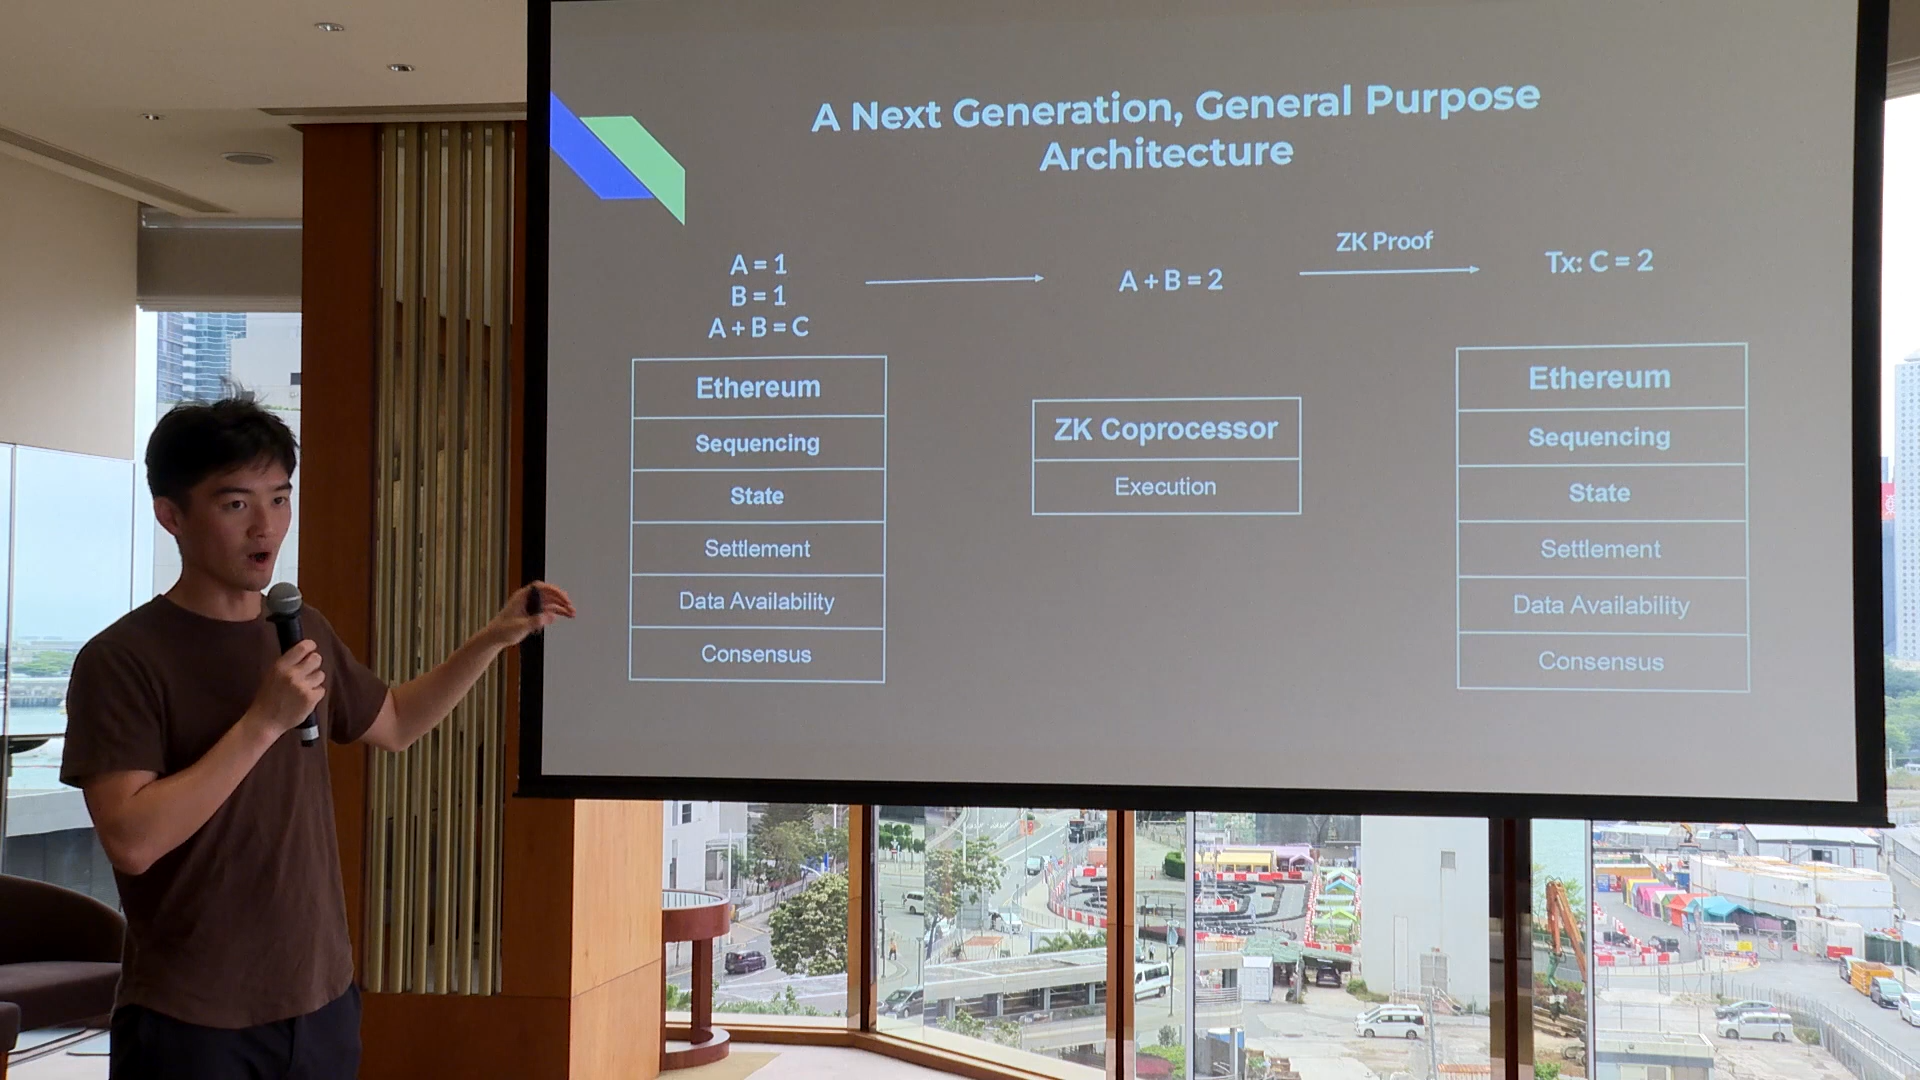 A Next Generation, General Purpose
Architecture
A = 1
B = 1
A + B = C
A + B = 2
ZK Proof
Tx: C = 2
Ethereum
Sequencing
State
Settlement
Data Availability
Consensus
ZK Coprocessor
Execution
Ethereum
Sequencing
State
Settlement
Data Availability
Consensus